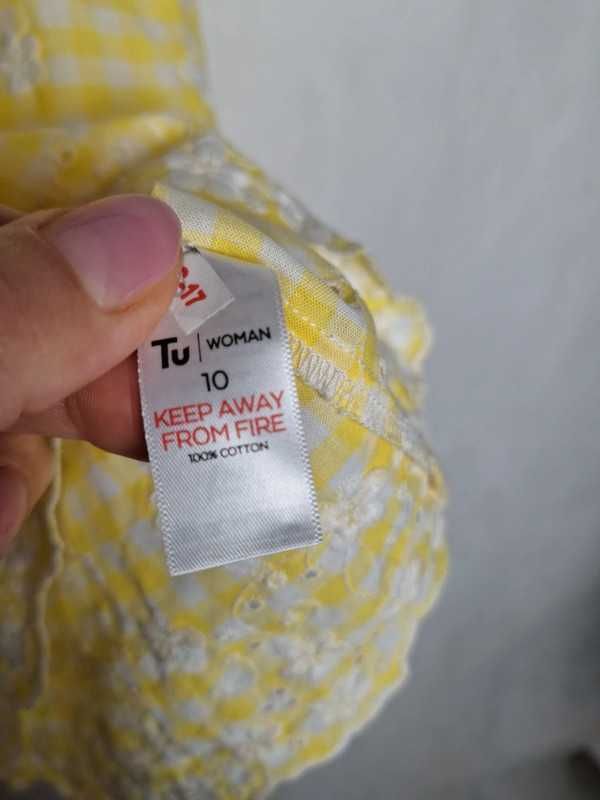 Tu | WOMAN
10
KEEP AWAY
FROM FIRE
100% COTTON